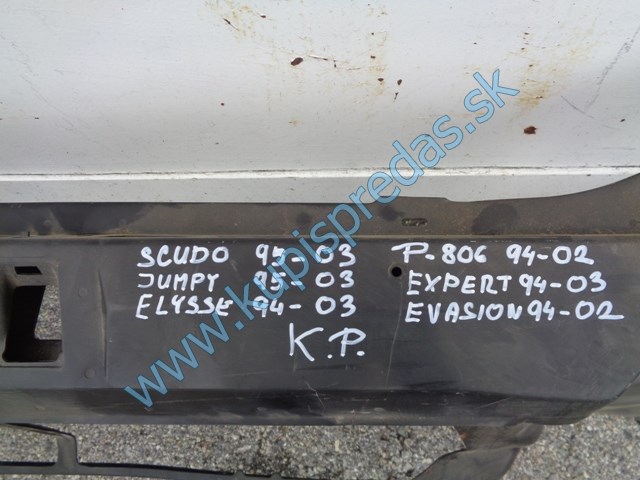 SCUDO 95-03
JUMPY 95-03
ELYSSE 94-03
K.P.
P-806 94-02
EXPERT 94-03
EVASION 94-02
www.kupispredas.sk